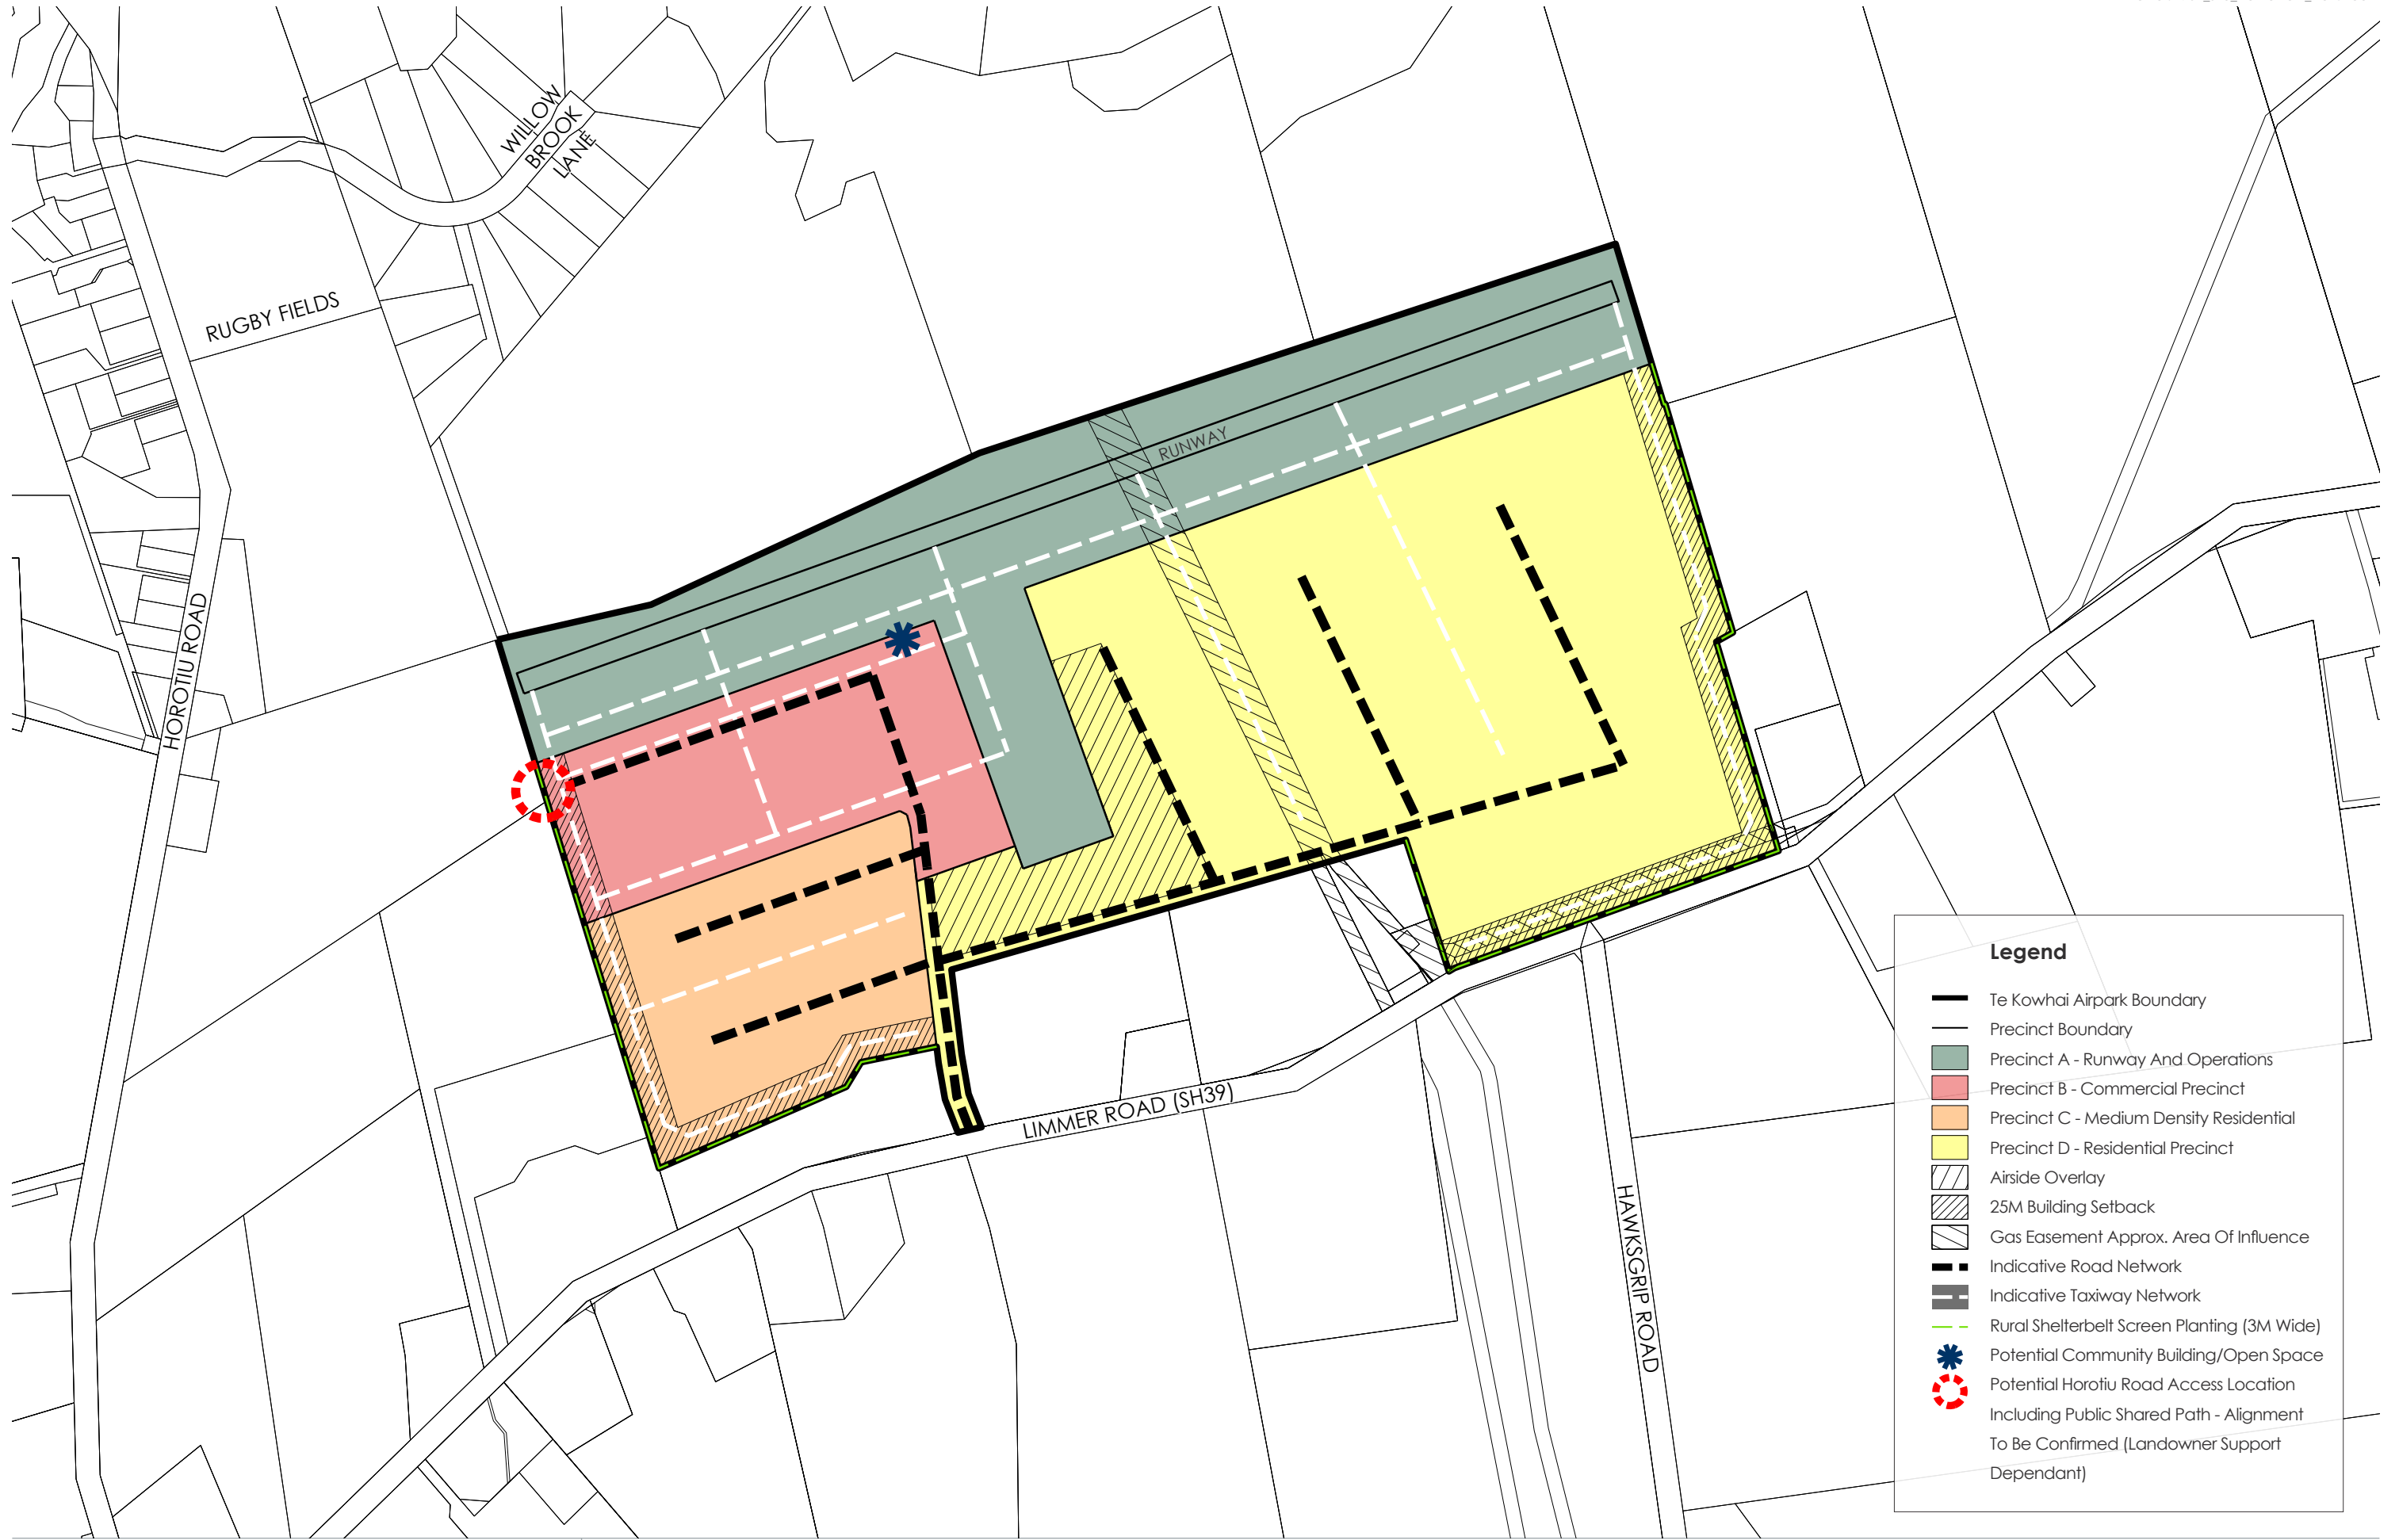 WILLOW
BROOK
LANE
RUGBY FIELDS
RUNWAY
HOROTIU ROAD
LIMMER ROAD (SH39)
HAWKSGRIP ROAD
Legend
Te Kowhai Airpark Boundary
Precinct Boundary
Precinct A - Runway And Operations
Precinct B - Commercial Precinct
Precinct C - Medium Density Residential
Precinct D - Residential Precinct
Airside Overlay
25M Building Setback
Gas Easement Approx. Area Of Influence
Indicative Road Network
Indicative Taxiway Network
Rural Shelterbelt Screen Planting (3M Wide)
Potential Community Building/Open Space
Potential Horotiu Road Access Location
Including Public Shared Path - Alignment
To Be Confirmed (Landowner Support
Dependant)